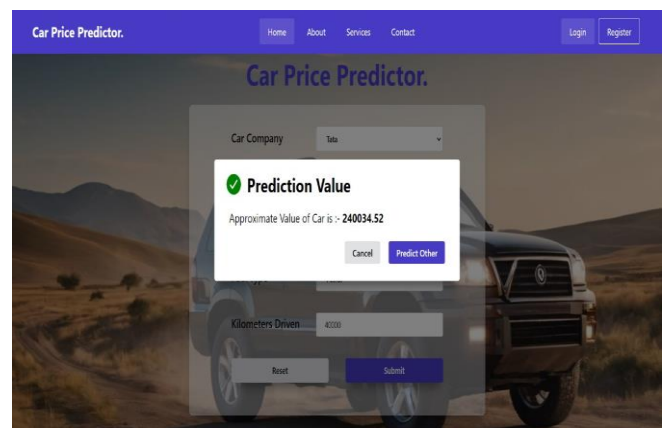 Car Price Predictor.
Home About Services Contact
Login Register
Car Price Predictor.
Car Company Tata
Prediction Value
Approximate Value of Car is :- 240034.52
Cancel Predict Other
Kilometers Driven 40000
Reset Submit